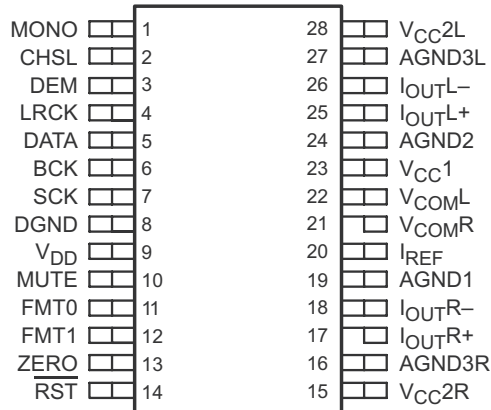 MONO 1 28 VCC2L
CHSL 2 27 AGND3L
DEM 3 26 IOUTL–
LRCK 4 25 IOUTL+
DATA 5 24 AGND2
BCK 6 23 VCC1
SCK 7 22 VCOML
DGND 8 21 VCOMR
VDD 9 20 IREF
MUTE 10 19 AGND1
FMT0 11 18 IOUTR–
FMT1 12 17 IOUTR+
ZERO 13 16 AGND3R
R̅S̅T̅ 14 15 VCC2R